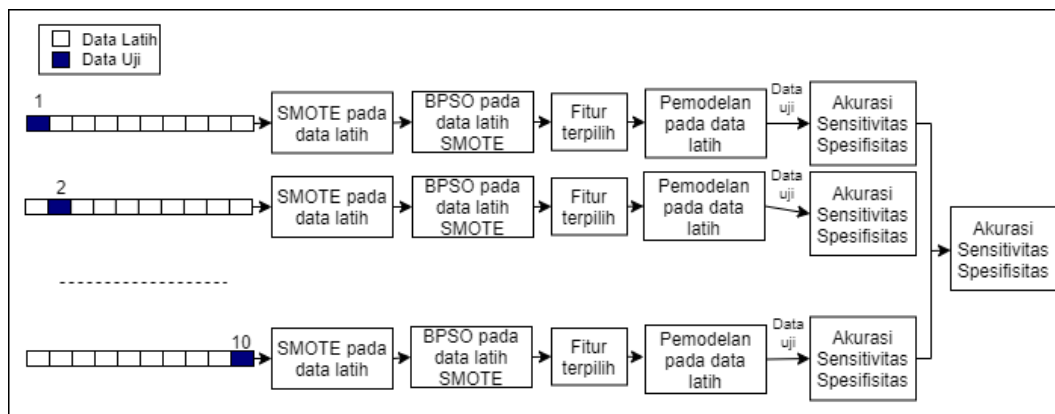 Data Latih
Data Uji
1
SMOTE pada
data latih
BPSO pada
data latih
SMOTE
Fitur
terpilih
Pemodelan
pada data
latih
Data
uji
Akurasi
Sensitivitas
Spesifisitas
2
SMOTE pada
data latih
BPSO pada
data latih
SMOTE
Fitur
terpilih
Pemodelan
pada data
latih
Data
uji
Akurasi
Sensitivitas
Spesifisitas
Akurasi
Sensitivitas
Spesifisitas
10
SMOTE pada
data latih
BPSO pada
data latih
SMOTE
Fitur
terpilih
Pemodelan
pada data
latih
Data
uji
Akurasi
Sensitivitas
Spesifisitas